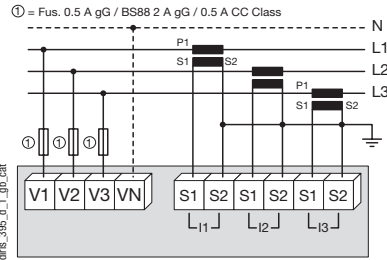 ① = Fus. 0.5 A gG / BS88 2 A gG / 0.5 A CC Class
N
P1 L1
S1 S2
L2
P1 L3
S1 S2
① ① ①
V1 V2 V3 VN S1 S2 S1 S2 S1 S2
I1 I2 I3
diris_395_d_1_gb_cat